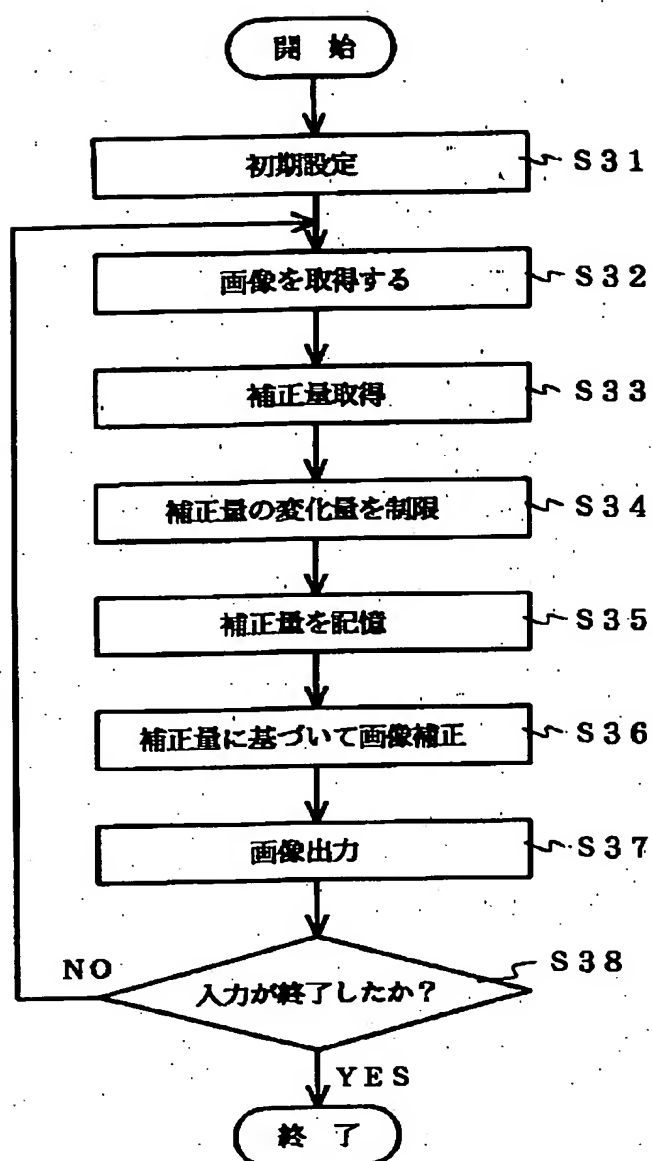 開 始
初期設定
S31
画像を取得する
S32
補正量取得
S33
補正量の変化量を制限
S34
補正量を記憶
S35
補正量に基づいて画像補正
S36
画像出力
S37
入力が終了したか?
S38
NO
YES
終 了